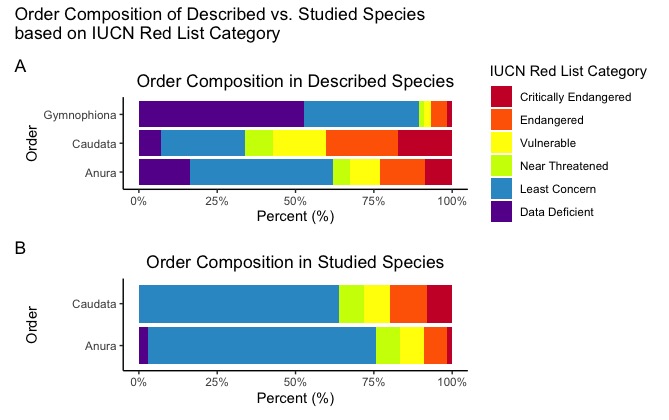 Order Composition of Described vs. Studied Species
based on IUCN Red List Category
A
Order Composition in Described Species
Order
Gymnophiona
Caudata
Anura
0% 25% 50% 75% 100%
Percent (%)
IUCN Red List Category
Critically Endangered
Endangered
Vulnerable
Near Threatened
Least Concern
Data Deficient
B
Order Composition in Studied Species
Order
Caudata
Anura
0% 25% 50% 75% 100%
Percent (%)